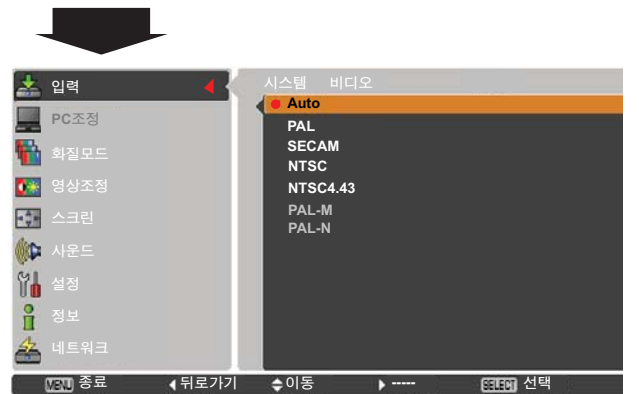 입력
PC조정
화질모드
영상조정
스크린
사운드
설정
정보
네트워크
시스템 비디오
Auto
PAL
SECAM
NTSC
NTSC4.43
PAL-M
PAL-N
MENU 종료 뒤로가기 이동 ----- SELECT 선택